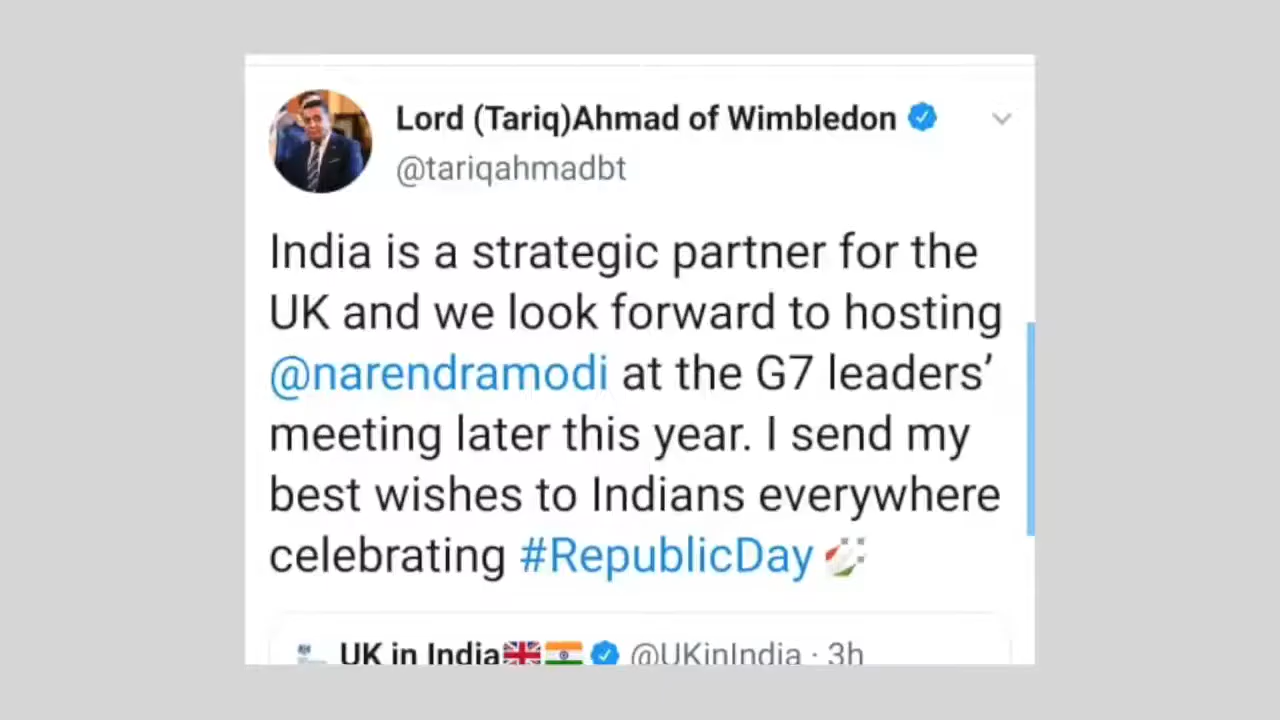 Lord (Tariq)Ahmad of Wimbledon
@tariqahmadbt
India is a strategic partner for the
UK and we look forward to hosting
@narendramodi at the G7 leaders’
meeting later this year. I send my
best wishes to Indians everywhere
celebrating #RepublicDay
UK in India @UKinIndia · 3h